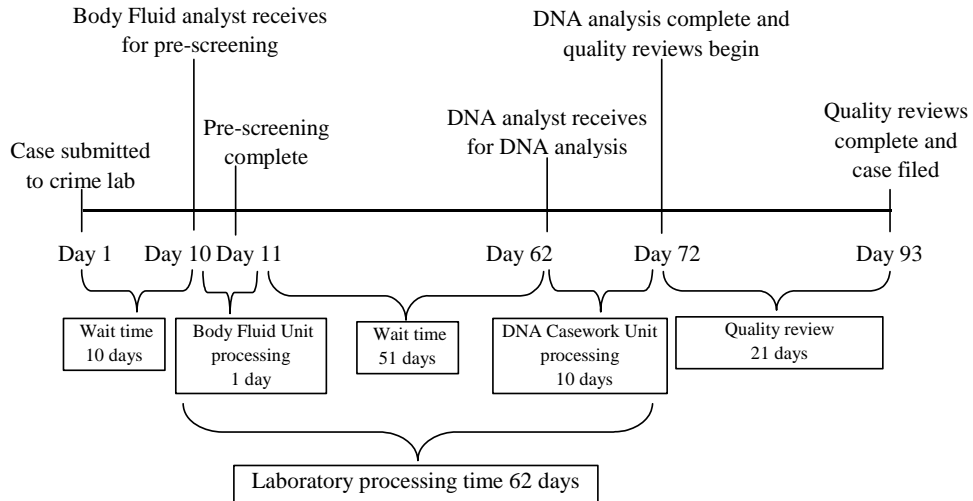 Body Fluid analyst receives
for pre-screening
DNA analysis complete and
quality reviews begin
Pre-screening
complete
DNA analyst receives
for DNA analysis
Quality reviews
complete and
case filed
Case submitted
to crime lab
Day 1
Day 10
Day 11
Day 62
Day 72
Day 93
Wait time
10 days
Body Fluid Unit
processing
1 day
Wait time
51 days
DNA Casework Unit
processing
10 days
Quality review
21 days
Laboratory processing time 62 days